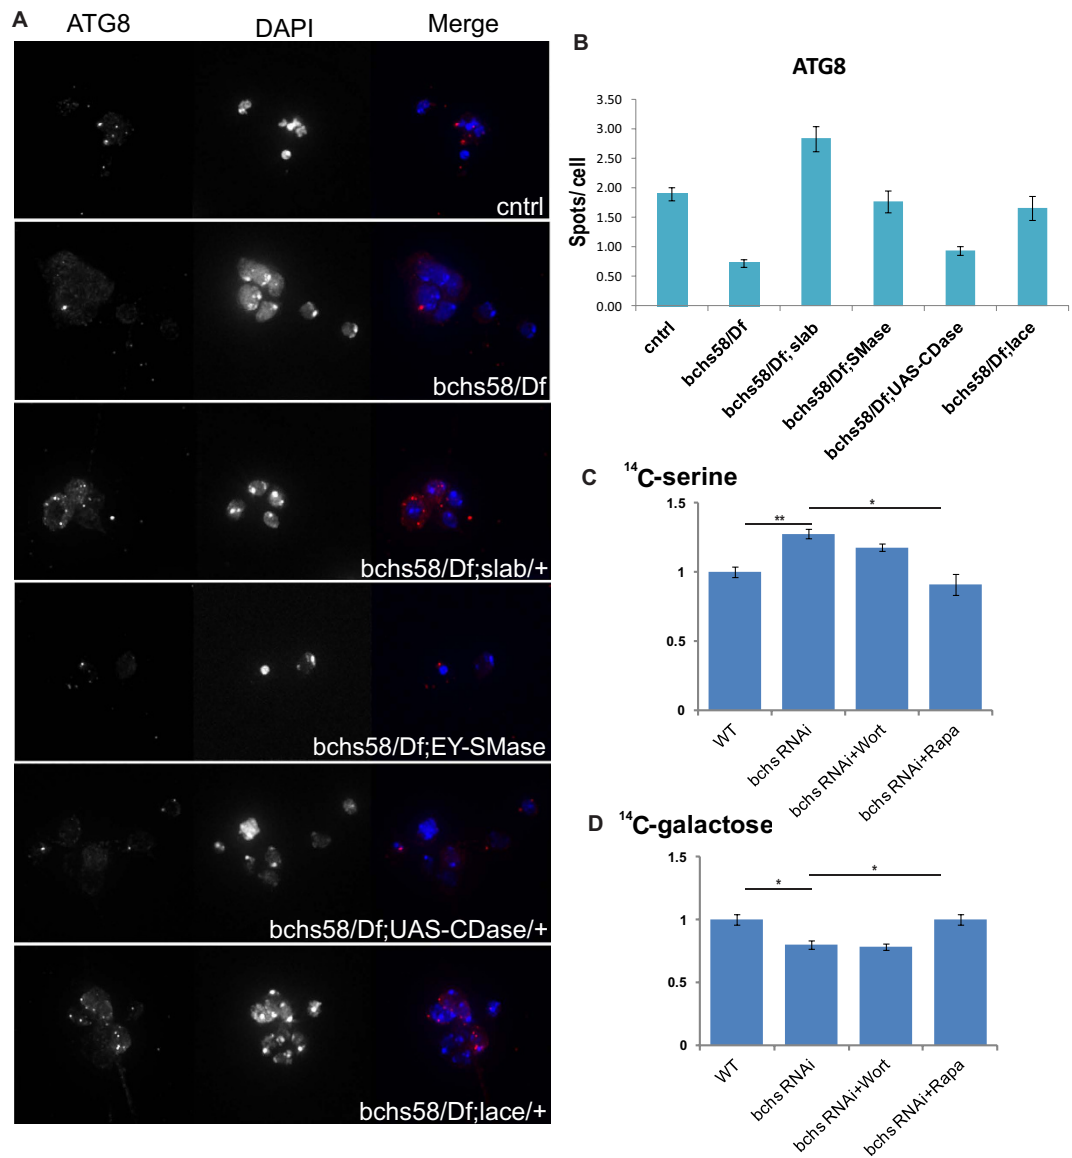 A
ATG8 DAPI Merge
cntrl
bchs58/Df
bchs58/Df;slab/+
bchs58/Df;EY-SMase
bchs58/Df;UAS-CDase/+
bchs58/Df;lace/+
B
ATG8
Spots/ cell
3.50
3.00
2.50
2.00
1.50
1.00
0.50
0.00
cntrl
bchs58/Df
bchs58/Df; slab
bchs58/Df;SMase
bchs58/Df;UAS-CDase
bchs58/Df;lace
C
14C-serine
1.5
1
0.5
0
**
*
WT
bchs RNAi
bchs RNAi+Wort
bchs RNAi+Rapa
D
14C-galactose
1.5
1
0.5
0
*
*
WT
bchs RNAi
bchs RNAi+Wort
bchs RNAi+Rapa